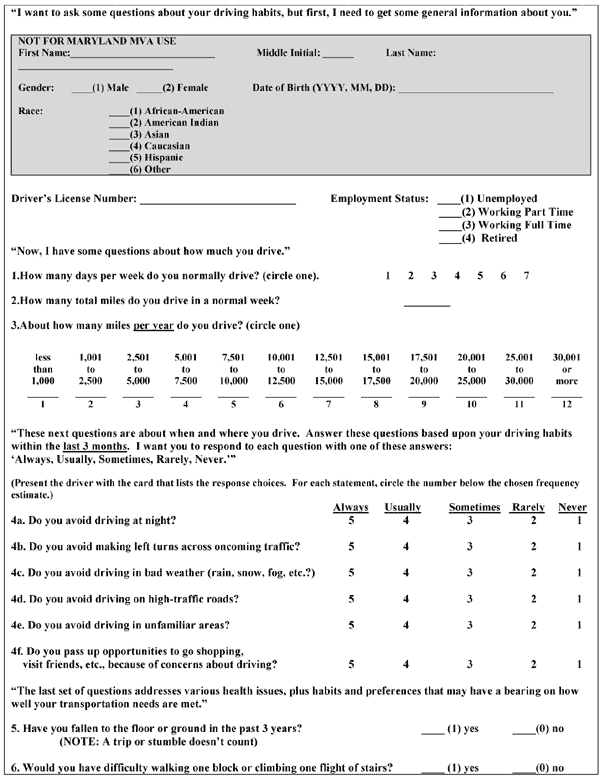 “I want to ask some questions about your driving habits, but first, I need to get some general information about you.”
NOT FOR MARYLAND MVA USE
First Name:____________________ Middle Initial: ______ Last Name:
____________________
Gender: ____(1) Male ____(2) Female Date of Birth (YYYY, MM, DD): ____________________
Race: ____(1) African-American
____(2) American Indian
____(3) Asian
____(4) Caucasian
____(5) Hispanic
____(6) Other
Driver’s License Number: ____________________ Employment Status: ____(1) Unemployed
____(2) Working Part Time
____(3) Working Full Time
____(4) Retired
“Now, I have some questions about how much you drive.”
1.How many days per week do you normally drive? (circle one). 1 2 3 4 5 6 7
2.How many total miles do you drive in a normal week? ________
3.About how many miles per year do you drive? (circle one)
less 1,001 2,501 5,001 7,501 10,001 12,501 15,001 17,501 20,001 25,001 30,001
than to to to to to to to to to to or
1,000 2,500 5,000 7,500 10,000 12,500 15,000 17,500 20,000 25,000 30,000 more
1 2 3 4 5 6 7 8 9 10 11 12
“These next questions are about when and where you drive. Answer these questions based upon your driving habits
within the last 3 months. I want you to respond to each question with one of these answers:
‘Always, Usually, Sometimes, Rarely, Never.’”
(Present the driver with the card that lists the response choices. For each statement, circle the number below the chosen frequency
estimate.)
Always Usually Sometimes Rarely Never
4a. Do you avoid driving at night? 5 4 3 2 1
4b. Do you avoid making left turns across oncoming traffic? 5 4 3 2 1
4c. Do you avoid driving in bad weather (rain, snow, fog, etc.?) 5 4 3 2 1
4d. Do you avoid driving on high-traffic roads? 5 4 3 2 1
4e. Do you avoid driving in unfamiliar areas? 5 4 3 2 1
4f. Do you pass up opportunities to go shopping,
visit friends, etc., because of concerns about driving? 5 4 3 2 1
“The last set of questions addresses various health issues, plus habits and preferences that may have a bearing on how
well your transportation needs are met.”
5. Have you fallen to the floor or ground in the past 3 years? ____ (1) yes ____(0) no
(NOTE: A trip or stumble doesn’t count)
6. Would you have difficulty walking one block or climbing one flight of stairs? ____ (1) yes ____(0) no